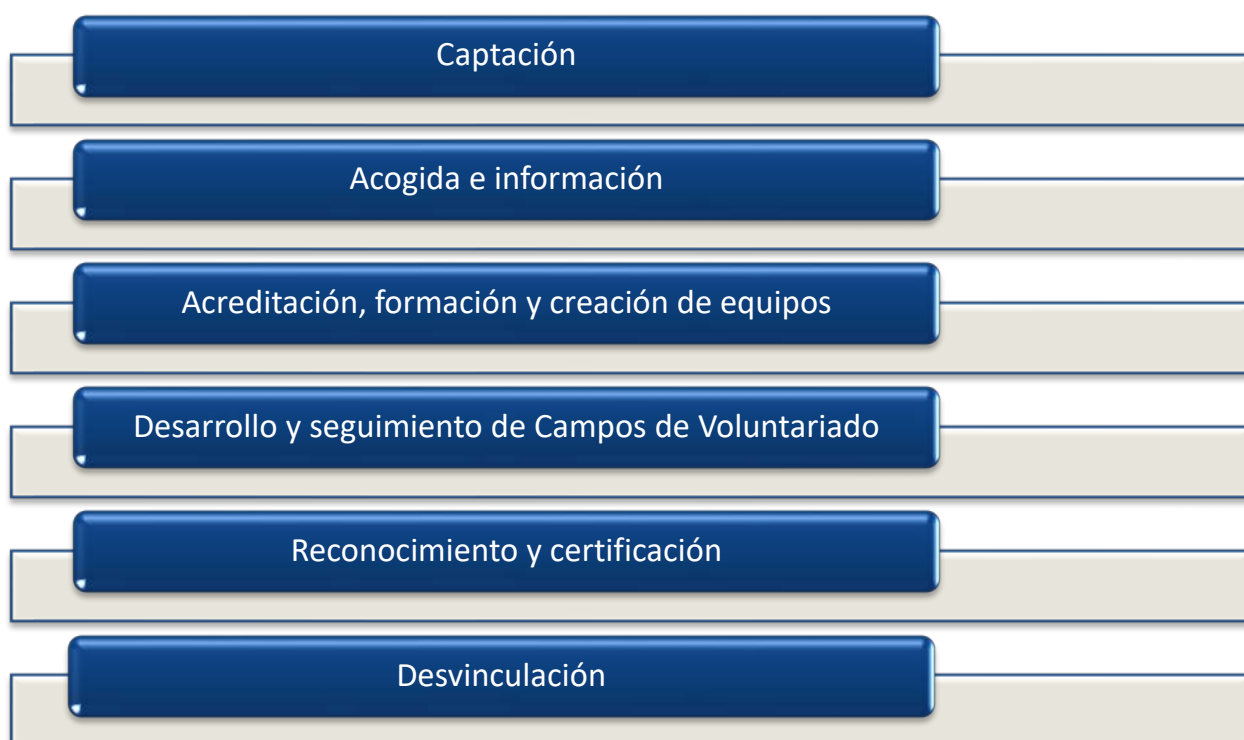 Captación
Acogida e información
Acreditación, formación y creación de equipos
Desarrollo y seguimiento de Campos de Voluntariado
Reconocimiento y certificación
Desvinculación